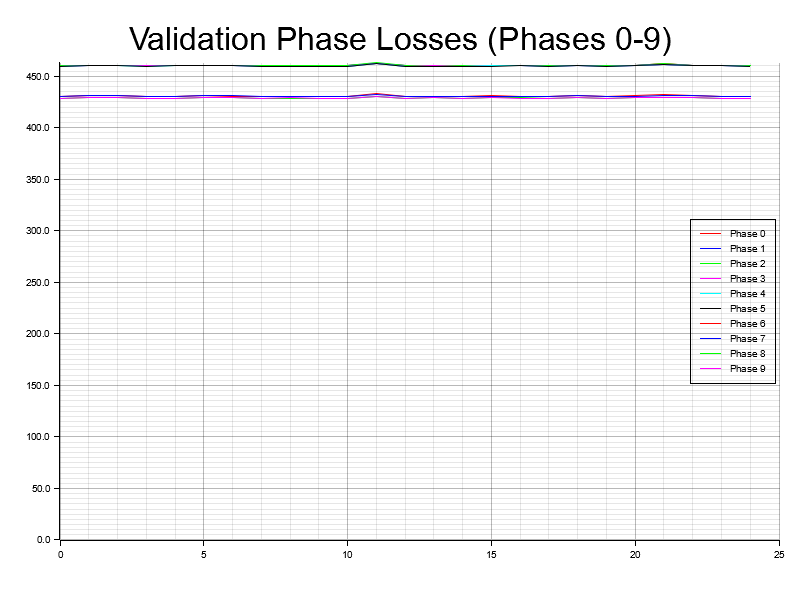 Validation Phase Losses (Phases 0-9)
450.0
400.0
350.0
300.0
250.0
200.0
150.0
100.0
50.0
0.0
0
5
10
15
20
25
Phase 0
Phase 1
Phase 2
Phase 3
Phase 4
Phase 5
Phase 6
Phase 7
Phase 8
Phase 9